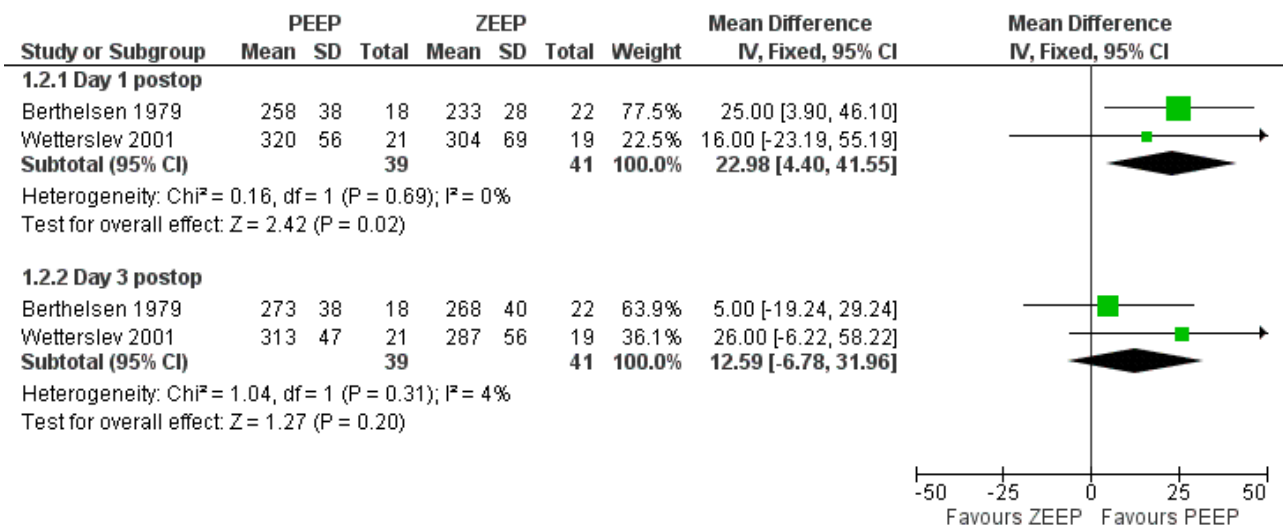 PEEP ZEEP Mean Difference Mean Difference
Study or Subgroup Mean SD Total Mean SD Total Weight IV, Fixed, 95% CI IV, Fixed, 95% CI
1.2.1 Day 1 postop
Berthelsen 1979 258 38 18 233 28 22 77.5% 25.00 [3.90, 46.10]
Wetterslev 2001 320 56 21 304 69 19 22.5% 16.00 [-23.19, 55.19]
Subtotal (95% CI) 39 41 100.0% 22.98 [4.40, 41.55]
Heterogeneity: Chi² = 0.16, df = 1 (P = 0.69); I² = 0%
Test for overall effect: Z = 2.42 (P = 0.02)
1.2.2 Day 3 postop
Berthelsen 1979 273 38 18 268 40 22 63.9% 5.00 [-19.24, 29.24]
Wetterslev 2001 313 47 21 287 56 19 36.1% 26.00 [-6.22, 58.22]
Subtotal (95% CI) 39 41 100.0% 12.59 [-6.78, 31.96]
Heterogeneity: Chi² = 1.04, df = 1 (P = 0.31); I² = 4%
Test for overall effect: Z = 1.27 (P = 0.20)
-50 -25 0 25 50
Favours ZEEP Favours PEEP